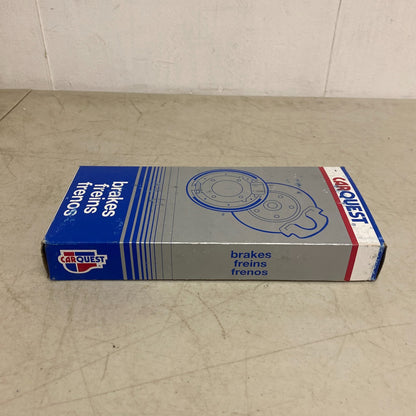 CARQUEST
brakes
freins
frenos
brakes
freins
frenos
CARQUEST